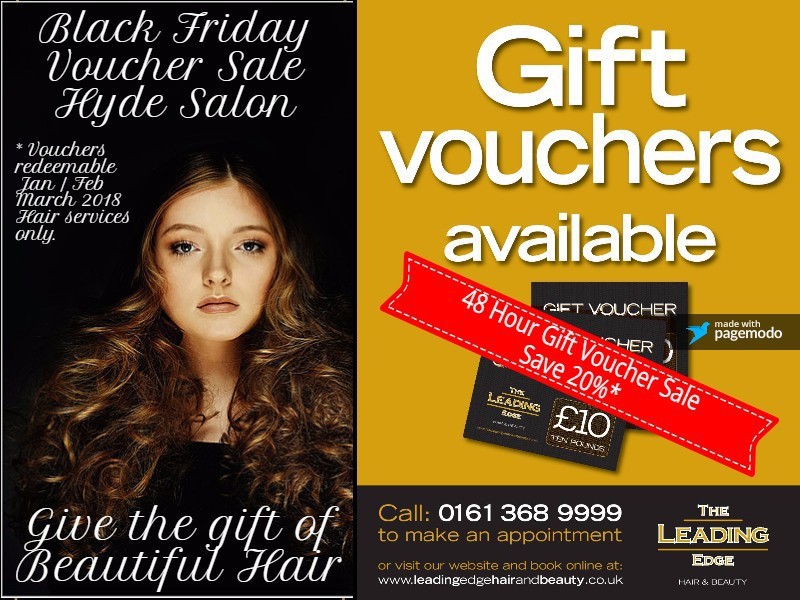 Black Friday
Voucher Sale
Hyde Salon
* Vouchers
redeemable
Jan / Feb
March 2018
Hair services
only.
Give the gift of
Beautiful Hair
Gift
vouchers
available
GIFT VOUCHER
VOUCHER
48 Hour Gift Voucher Sale
Save 20%*
made with
pagemodo
THE
LEADING
EDGE
HAIR & BEAUTY
£10
TEN POUNDS
Call: 0161 368 9999
to make an appointment
or visit our website and book online at:
www.leadingedgehairandbeauty.co.uk
THE
LEADING
EDGE
HAIR & BEAUTY